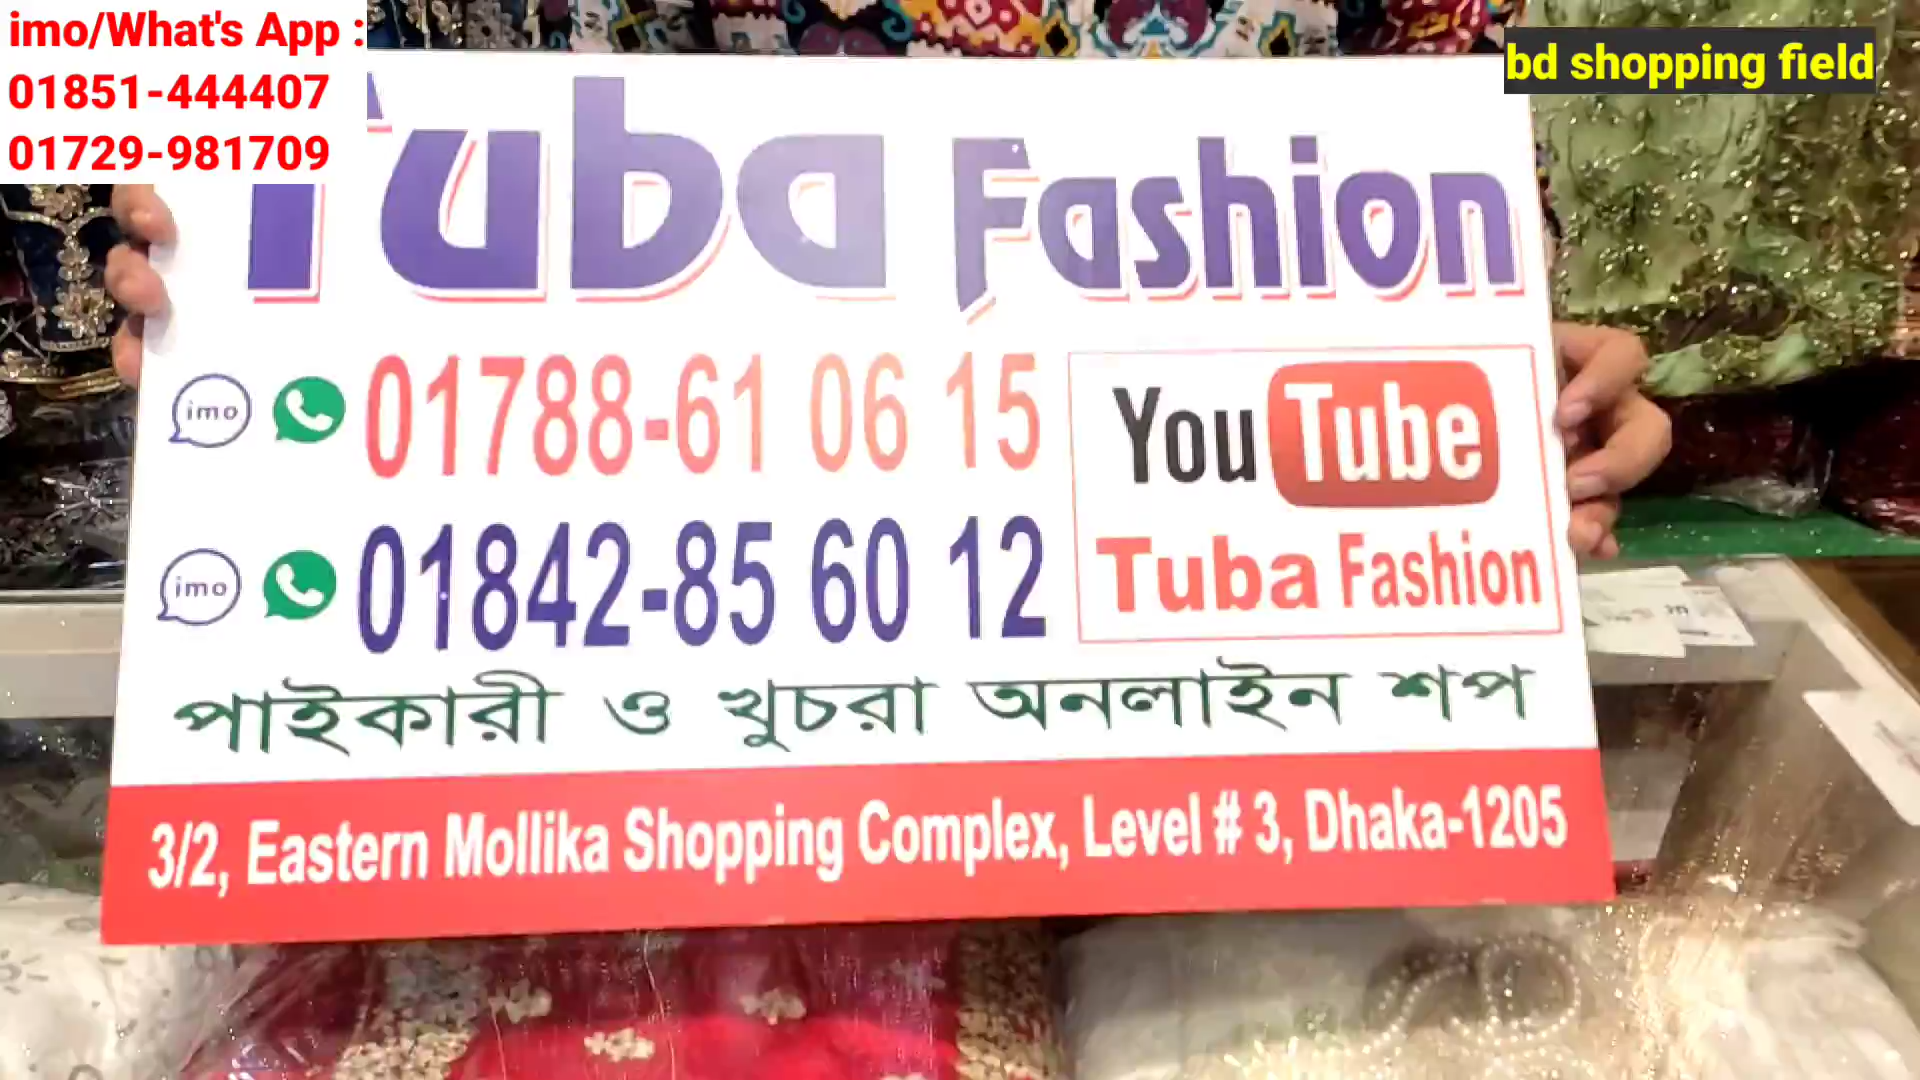 imo/What's App :
01851-444407
01729-981709
bd shopping field
Tuba Fashion
imo 01788-61 06 15
imo 01842-85 60 12
You Tube
Tuba Fashion
পাইকারী ও খুচরা অনলাইন শপ
3/2, Eastern Mollika Shopping Complex, Level # 3, Dhaka-1205